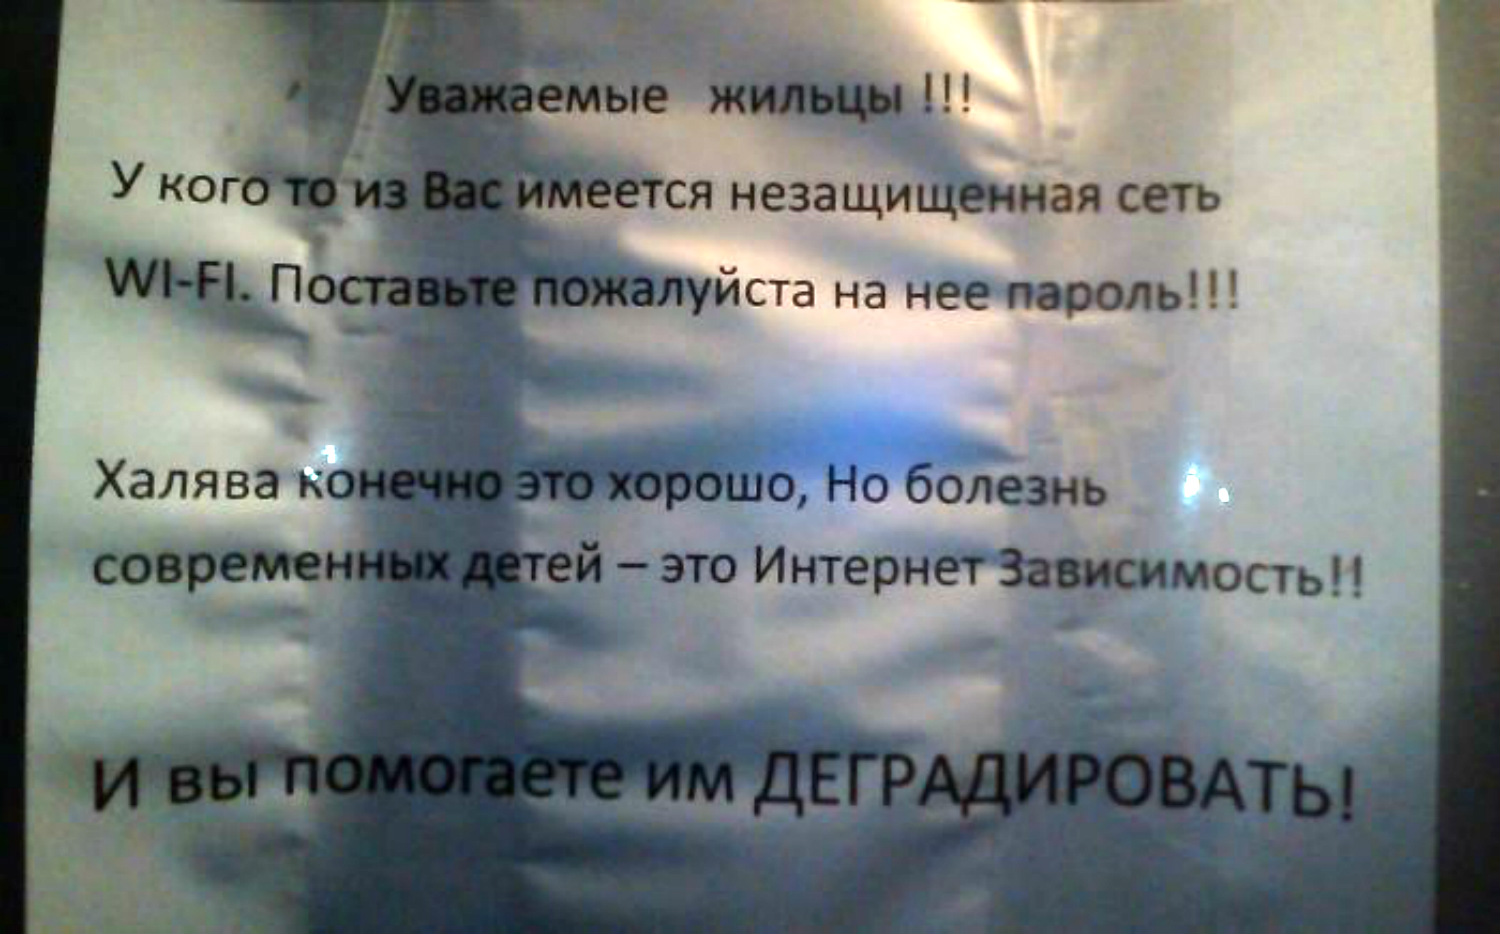 Уважаемые жильцы !!!
У кого то из Вас имеется незащищенная сеть
WI-FI. Поставьте пожалуйста на нее пароль!!!
Халява конечно это хорошо, Но болезнь
современных детей – это Интернет Зависимость!!
И вы помогаете им ДЕГРАДИРОВАТЬ!